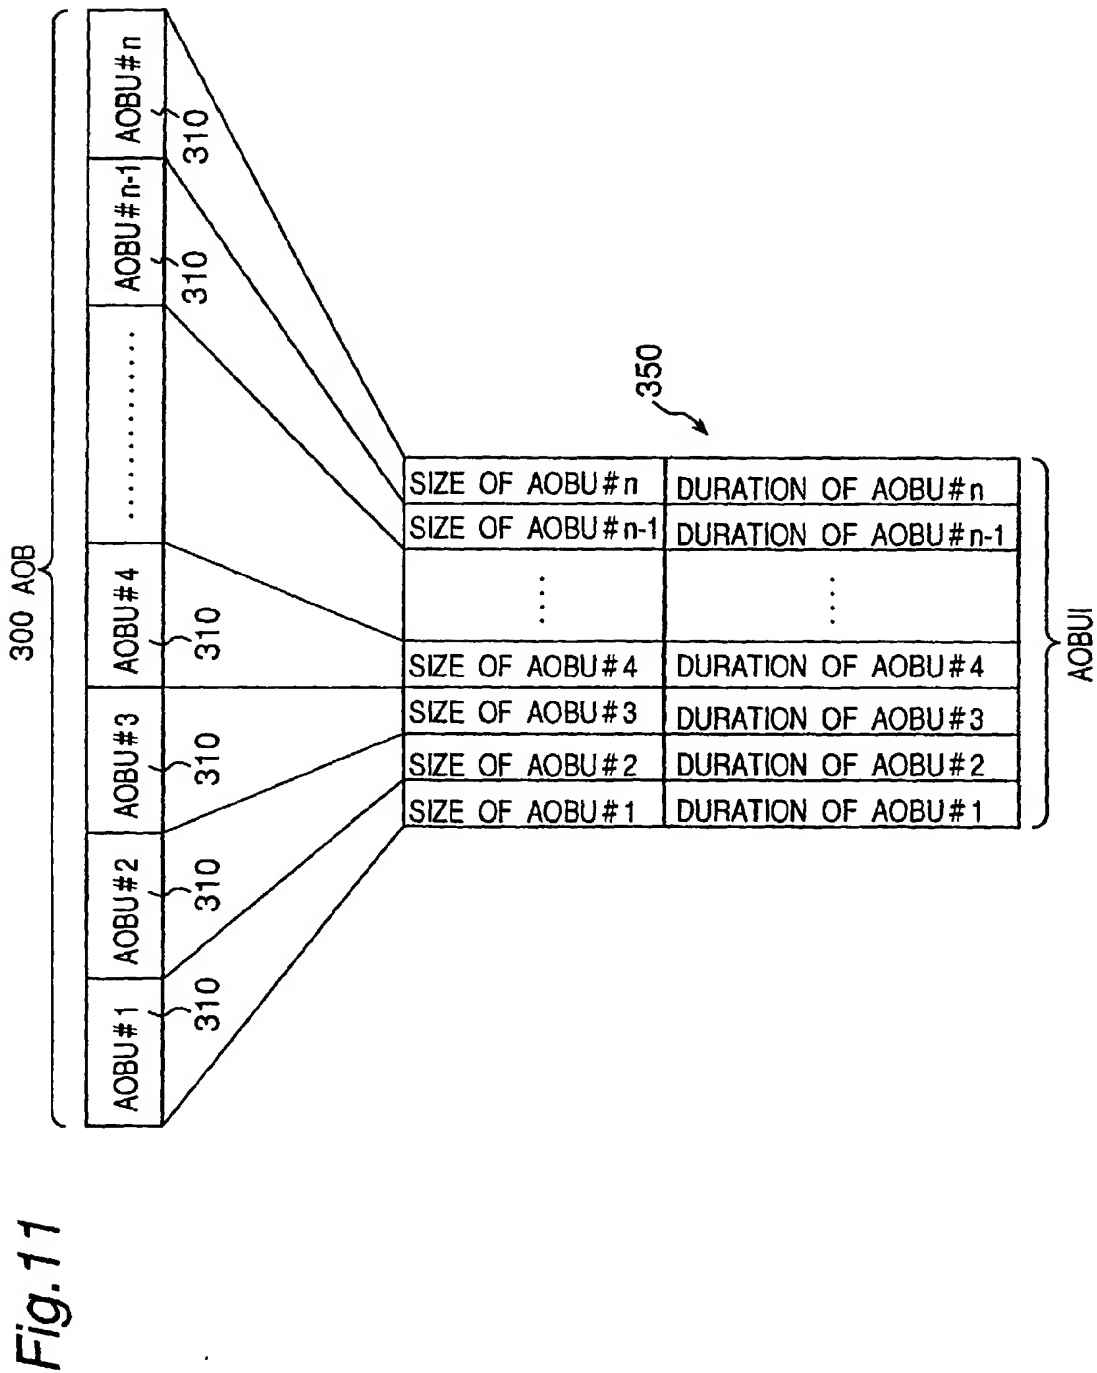 Fig.11
300 AOB
AOBU#1
AOBU#2
AOBU#3
AOBU#4
.............
AOBU#n-1
AOBU#n
310
310
310
310
310
310
350
SIZE OF AOBU#n
DURATION OF AOBU#n
SIZE OF AOBU#n-1
DURATION OF AOBU#n-1
....
....
SIZE OF AOBU#4
DURATION OF AOBU#4
SIZE OF AOBU#3
DURATION OF AOBU#3
SIZE OF AOBU#2
DURATION OF AOBU#2
SIZE OF AOBU#1
DURATION OF AOBU#1
AOBUI